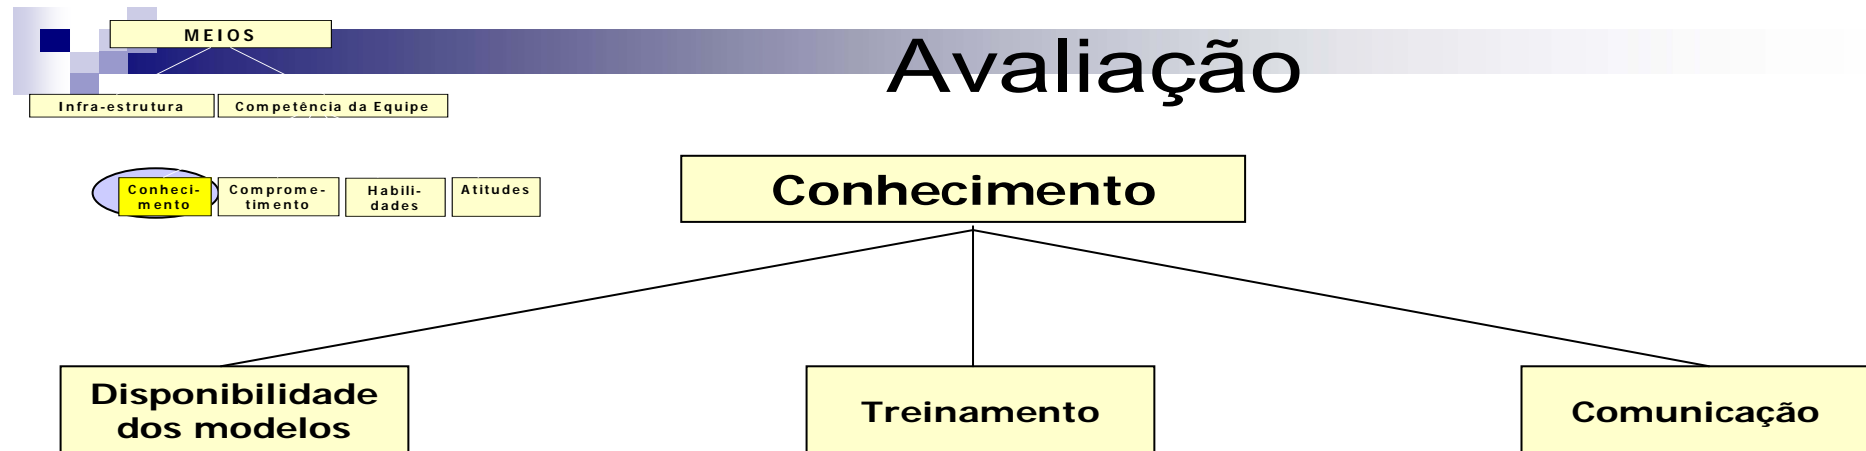 MEIOS
Avaliação
Infra-estrutura
Competência da Equipe
Conheci-
mento
Comprome-
timento
Habili-
dades
Atitudes
Conhecimento
Disponibilidade
dos modelos
Treinamento
Comunicação